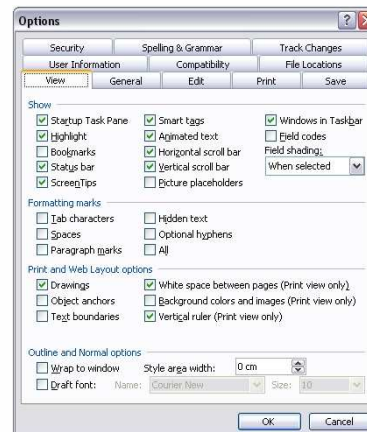 Options
Security Spelling & Grammar Track Changes
User Information Compatibility File Locations
View General Edit Print Save
Show
Startup Task Pane Smart tags Windows in Taskbar
Highlight Animated text Field codes
Bookmarks Horizontal scroll bar Field shading:
Status bar Vertical scroll bar When selected
ScreenTips Picture placeholders
Formatting marks
Tab characters Hidden text
Spaces Optional hyphens
Paragraph marks All
Print and Web Layout options
Drawings White space between pages (Print view only)
Object anchors Background colors and images (Print view only)
Text boundaries Vertical ruler (Print view only)
Outline and Normal options
Wrap to window Style area width: 0 cm
Draft font: Name: Courier New Size: 10
OK Cancel